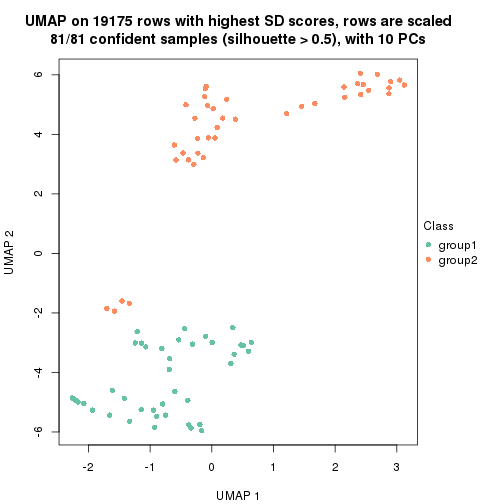 UMAP on 19175 rows with highest SD scores, rows are scaled
81/81 confident samples (silhouette > 0.5), with 10 PCs
6
4
2
0
-2
-4
-6
UMAP 2
-2
-1
0
1
2
3
UMAP 1
Class
group1
group2